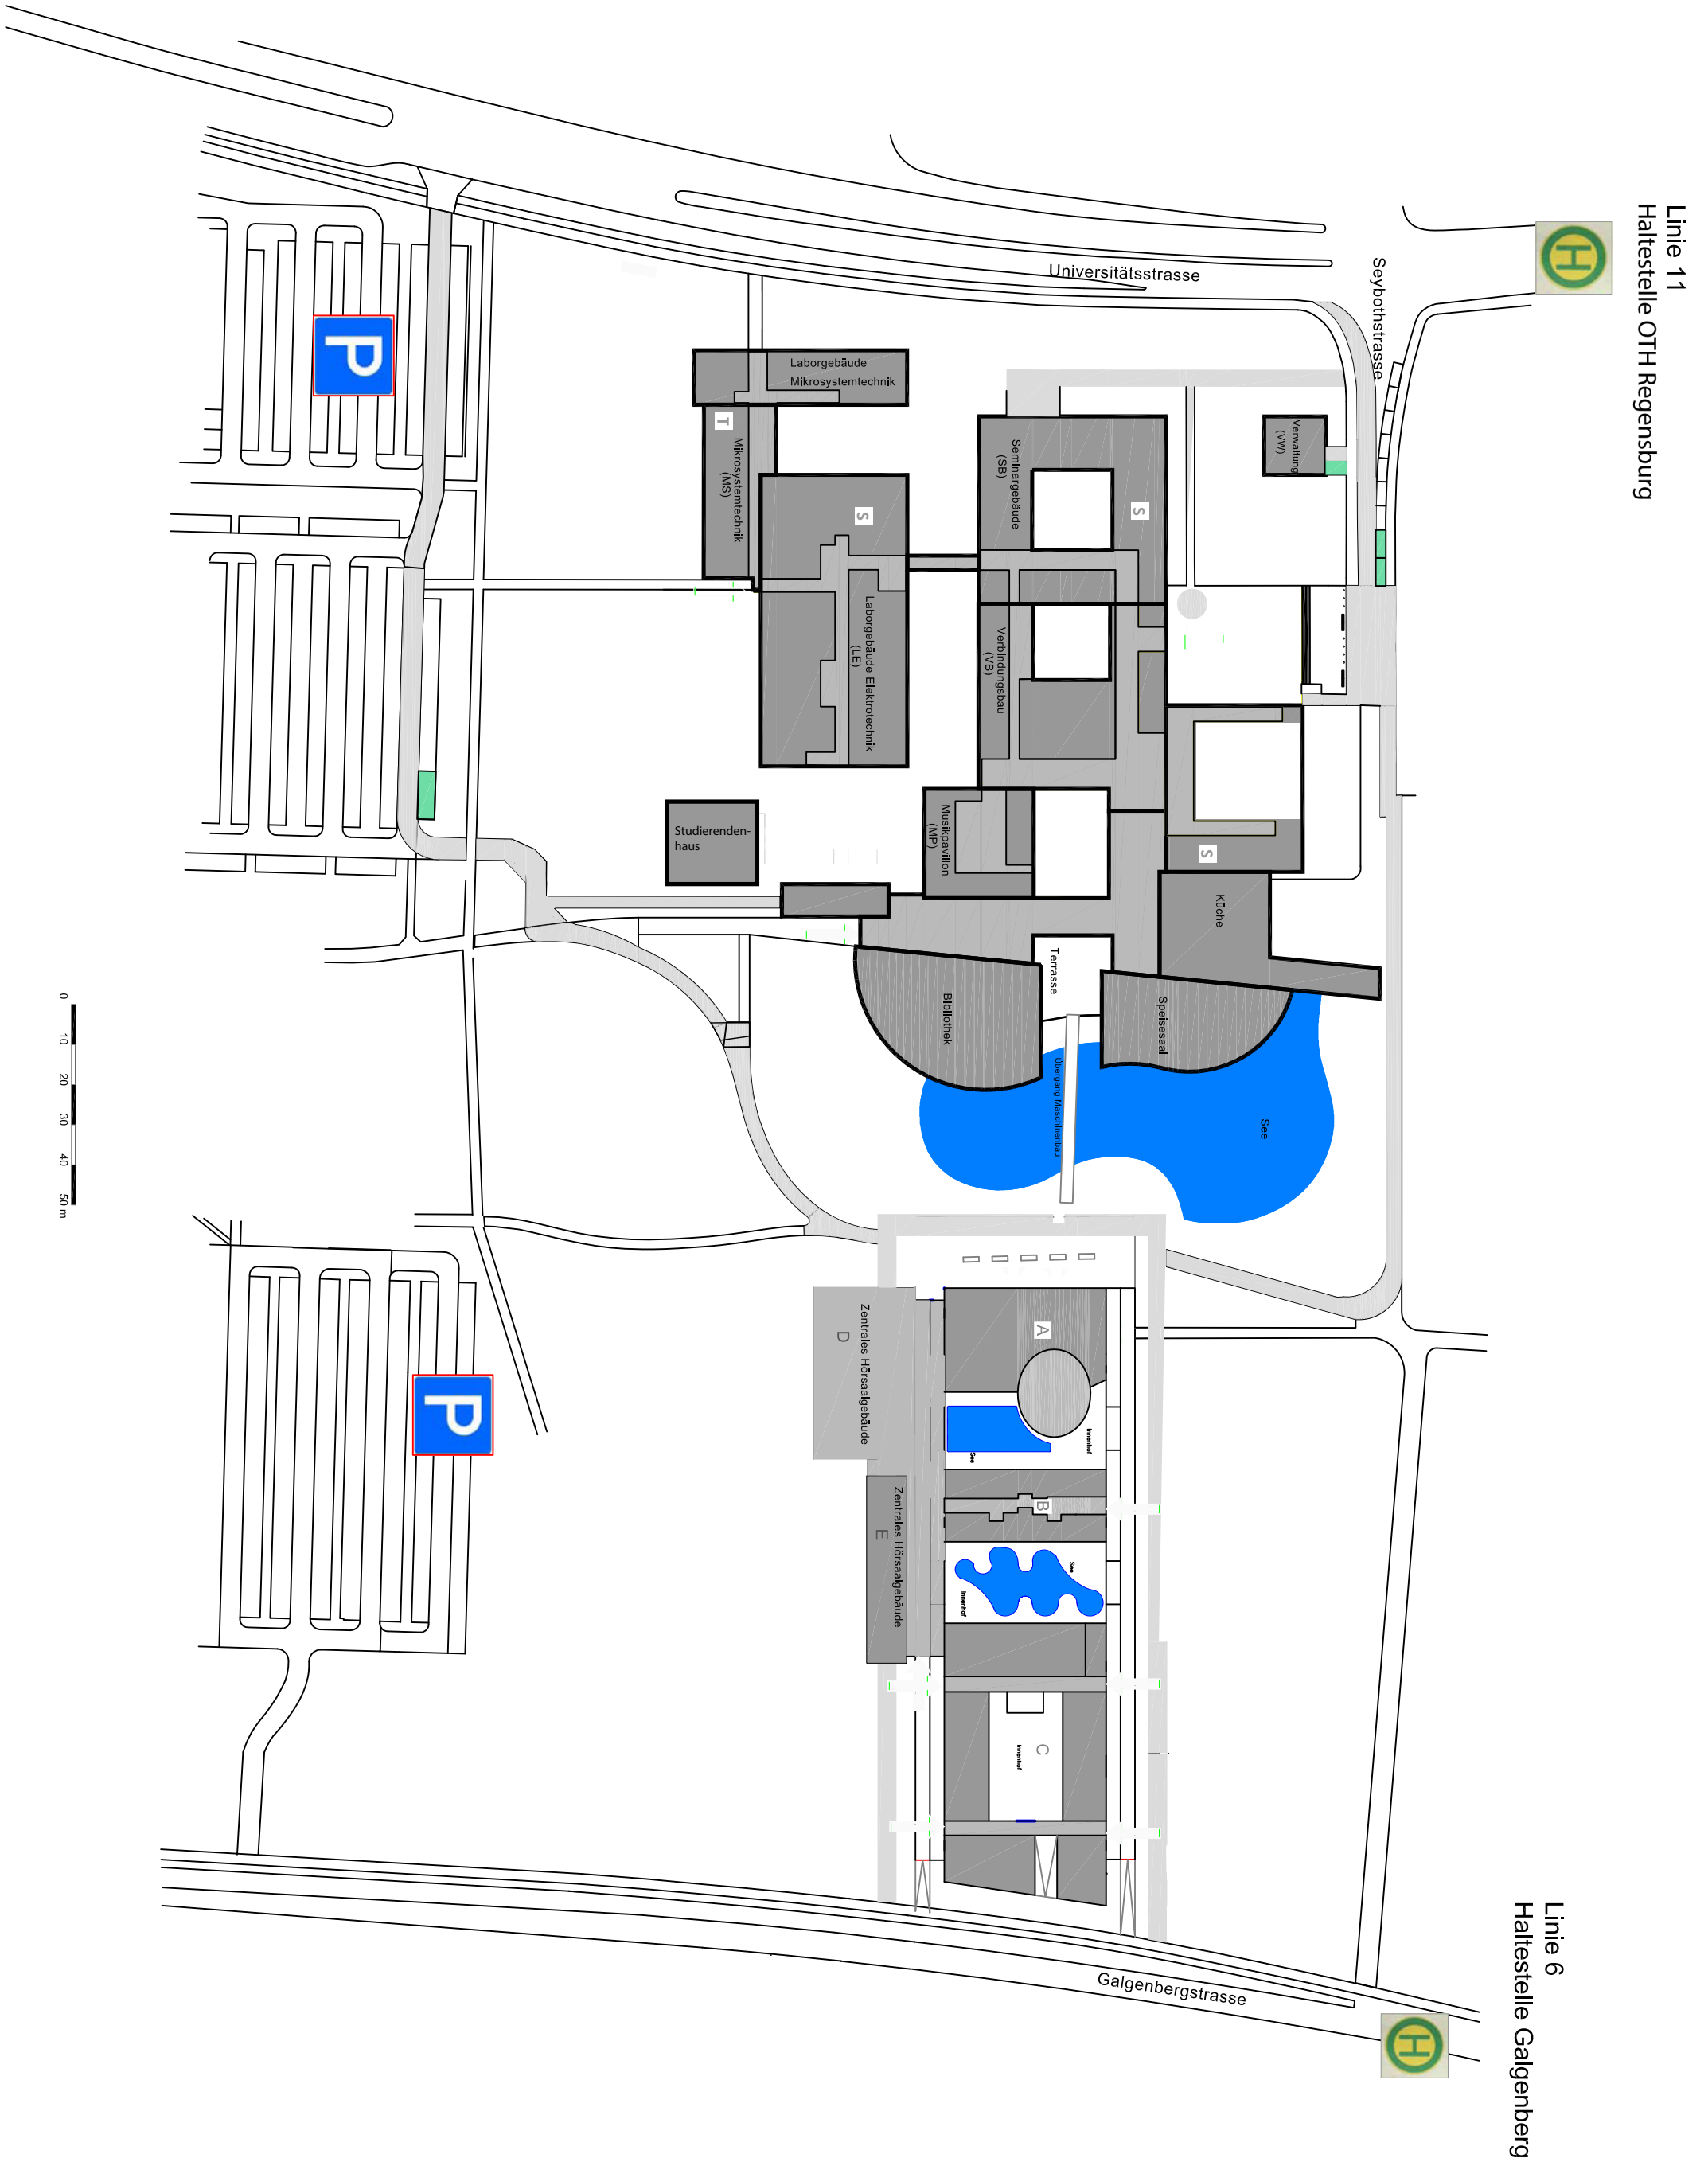 Linie 11
Haltestelle OTH Regensburg
H
Seybothstrasse
Universitätsstrasse
P
Laborgebäude
Mikrosystemtechnik
T
Mikrosystemtechnik
(MS)
S
Laborgebäude Elektrotechnik
(LE)
Seminargebäude
(SB)
S
Verwaltung
(VW)
Verbindungsbau
(VB)
Musikpavillon
(MP)
S
Studierenden-
haus
Küche
Terrasse
Bibliothek
Speisesaal
Übergang Maschinenbau
See
0
10
20
30
40
50 m
A
Zentrales Hörsaalgebäude
D
Innenhof
See
B
Zentrales Hörsaalgebäude
E
See
Innenhof
C
Innenhof
P
Galgenbergstrasse
Linie 6
Haltestelle Galgenberg
H